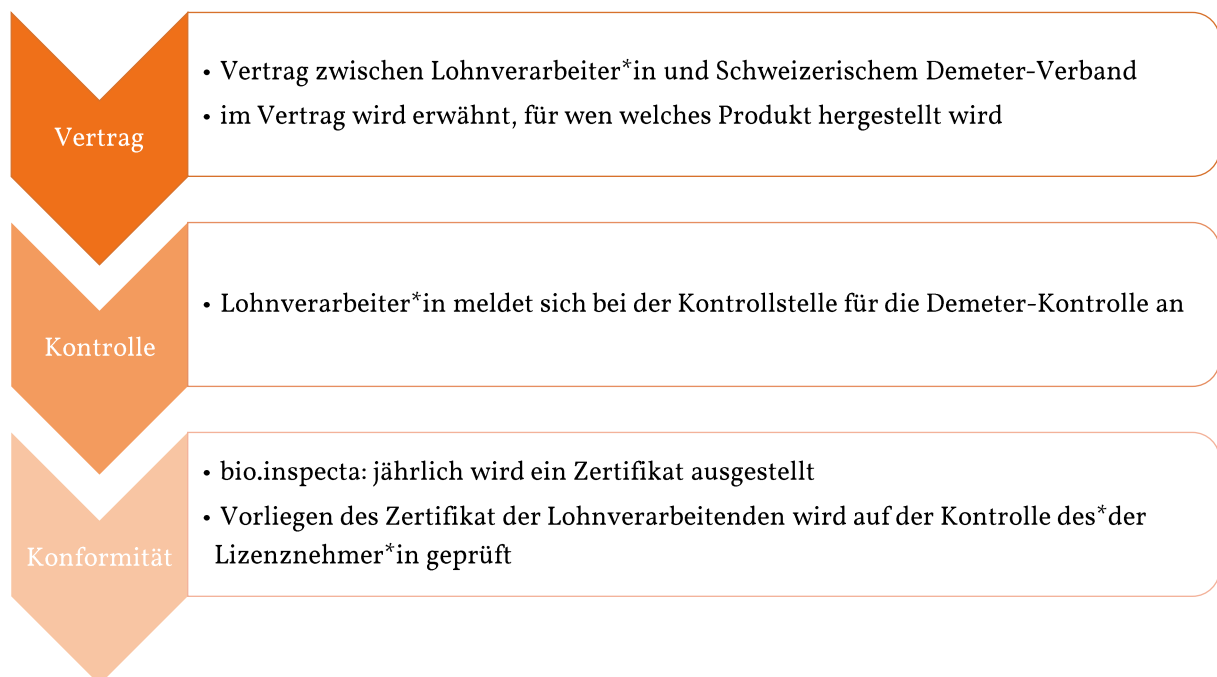 Vertrag
• Vertrag zwischen Lohnverarbeiter*in und Schweizerischem Demeter-Verband
• im Vertrag wird erwähnt, für wen welches Produkt hergestellt wird
Kontrolle
• Lohnverarbeiter*in meldet sich bei der Kontrollstelle für die Demeter-Kontrolle an
Konformität
• bio.inspecta: jährlich wird ein Zertifikat ausgestellt
• Vorliegen des Zertifikat der Lohnverarbeitenden wird auf der Kontrolle des*der
Lizenznehmer*in geprüft